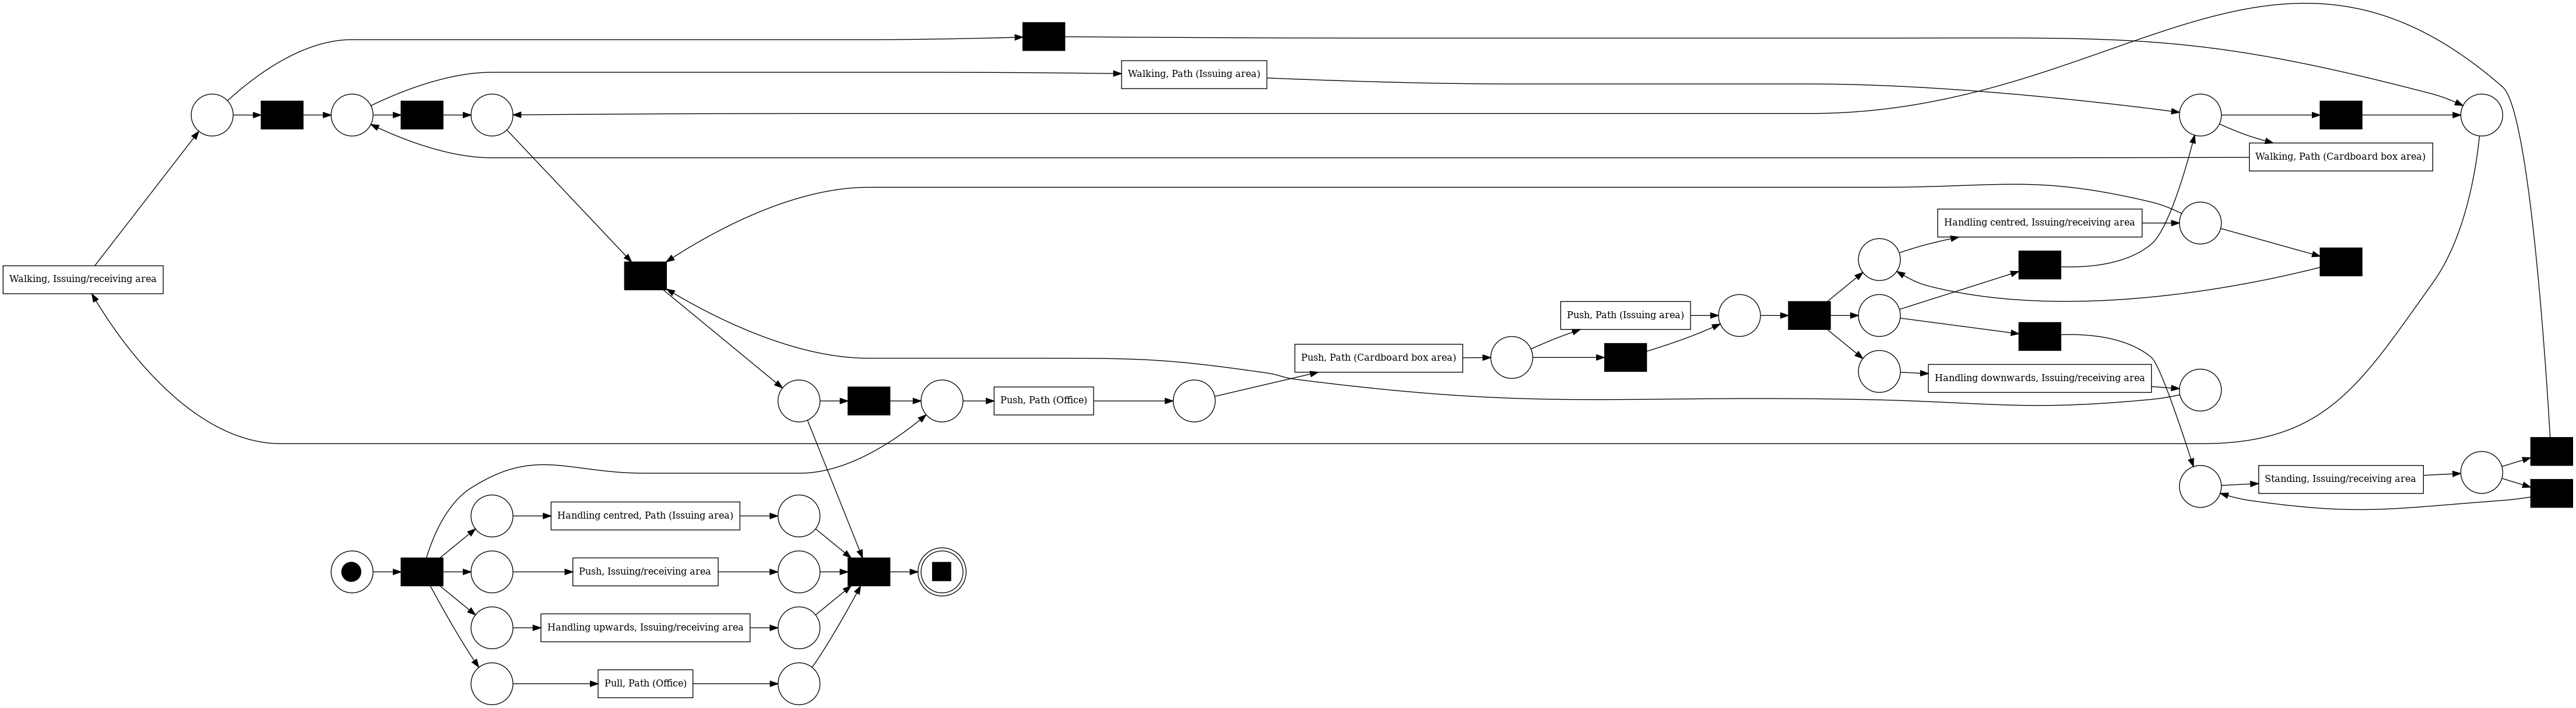 Walking, Path (Issuing area)
Walking, Path (Cardboard box area)
Handling centred, Issuing/receiving area
Walking, Issuing/receiving area
Push, Path (Issuing area)
Push, Path (Cardboard box area)
Handling downwards, Issuing/receiving area
Push, Path (Office)
Standing, Issuing/receiving area
Handling centred, Path (Issuing area)
Push, Issuing/receiving area
Handling upwards, Issuing/receiving area
Pull, Path (Office)